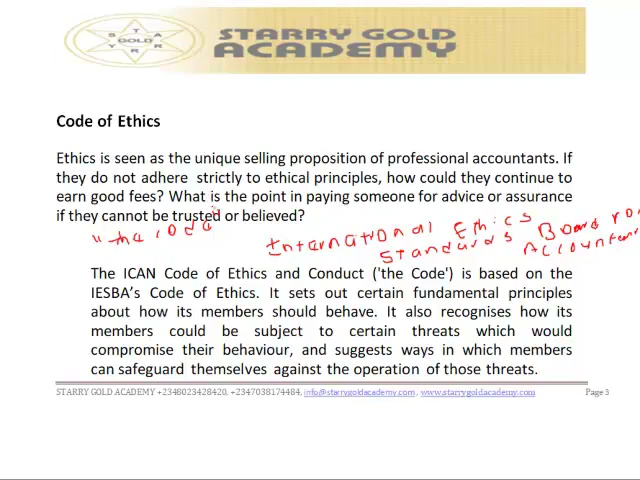 STARRY GOLD
ACADEMY
S T A R
GOLD
Y R
Code of Ethics
Ethics is seen as the unique selling proposition of professional accountants. If
they do not adhere strictly to ethical principles, how could they continue to
earn good fees? What is the point in paying someone for advice or assurance
if they cannot be trusted or believed?
"the code"
International Ethics
Standards Board
The ICAN Code of Ethics and Conduct ('the Code') is based on the
IESBA's Code of Ethics. It sets out certain fundamental principles
about how its members should behave. It also recognises how its
members could be subject to certain threats which would
compromise their behaviour, and suggests ways in which members
can safeguard themselves against the operation of those threats.
STARRY GOLD ACADEMY +2348023428420, +2347038174484, info@starrygoldacademy.com, www.starrygoldacademy.com Page 3